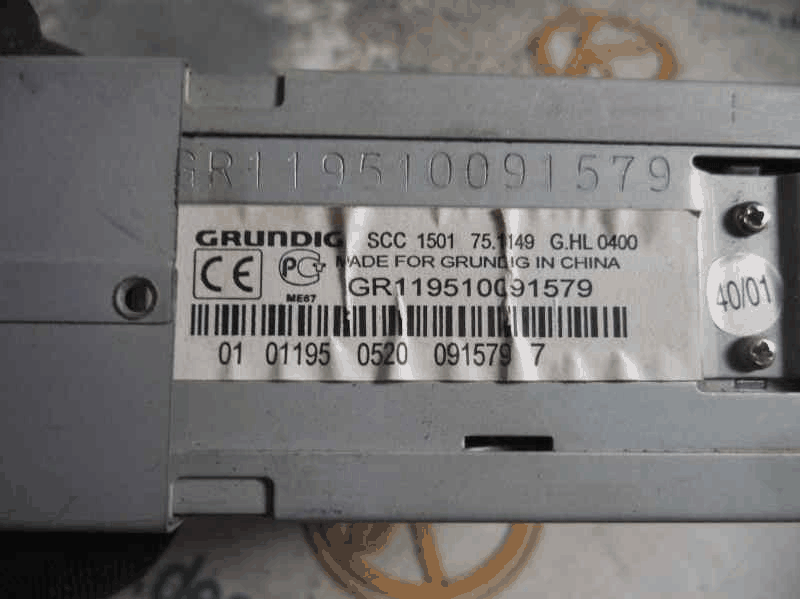 GR119510091579
GRUNDIG SCC 1501 75.1149 G.HL 0400
CE PCT MADE FOR GRUNDIG IN CHINA
ME67 GR119510091579
40/01
01 01195 0520 091579 7